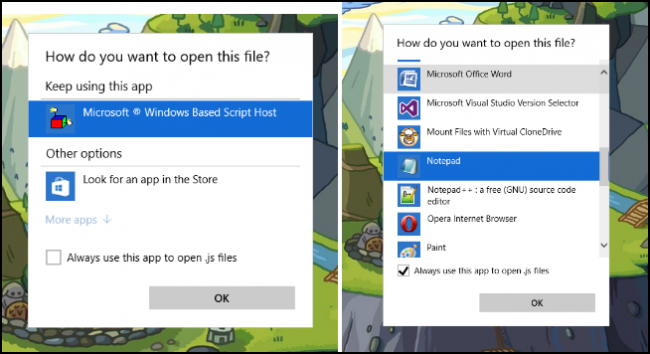 How do you want to open this file?
Keep using this app
Microsoft ® Windows Based Script Host
Other options
Look for an app in the Store
More apps ↓
Always use this app to open .js files
OK
How do you want to open this file?
Microsoft Office Word
Microsoft Visual Studio Version Selector
Mount Files with Virtual CloneDrive
Notepad
Notepad++ : a free (GNU) source code
editor
Opera Internet Browser
Paint
Always use this app to open .js files
OK